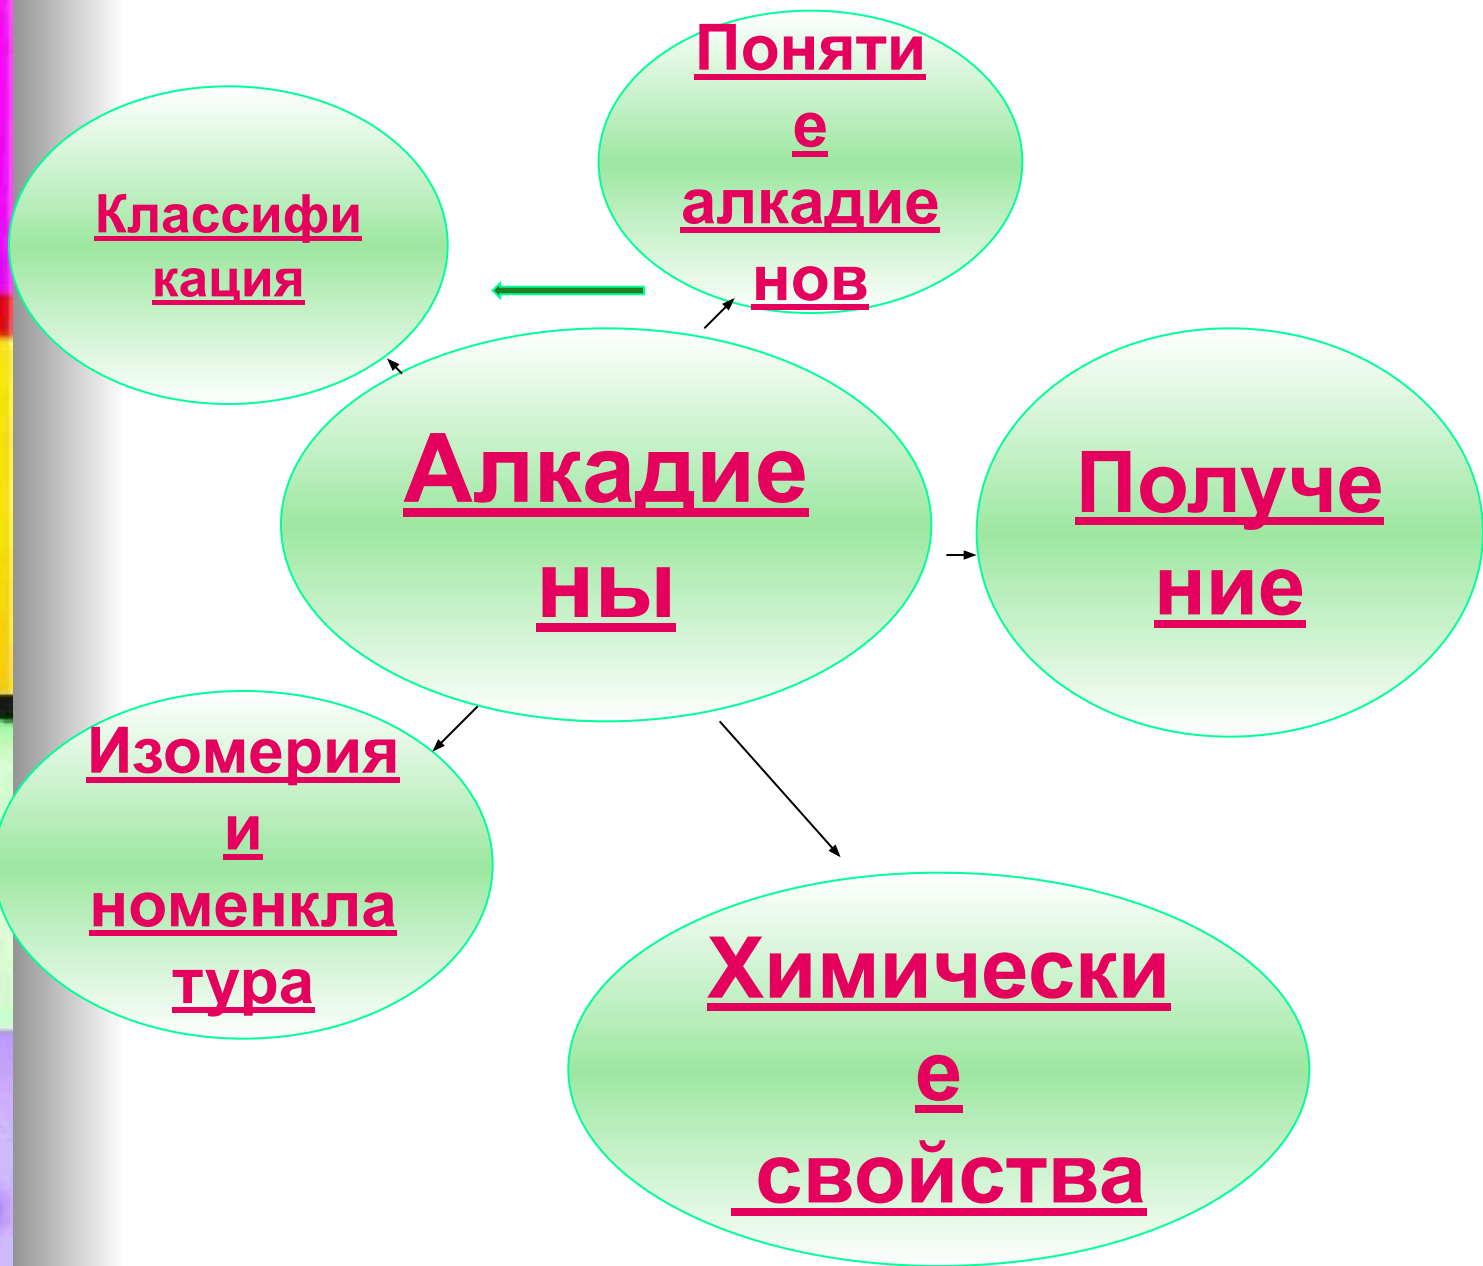 Поняти
е
алкадие
нов
Классифи
кация
Алкадие
ны
Получе
ние
Изомерия
и
номенкла
тура
Химически
е
свойства